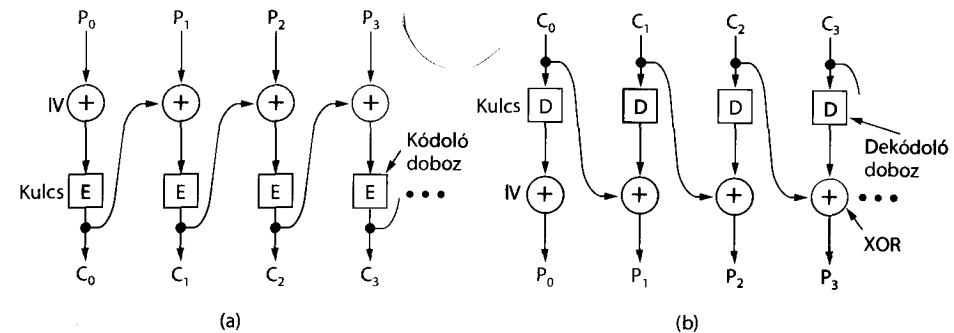 P₀ P₁ P₂ P₃
IV + + + +
Kódoló doboz
Kulcs E E E E
C₀ C₁ C₂ C₃
(a)
C₀ C₁ C₂ C₃
Kulcs D D D D
Dekódoló doboz
IV + + + +
XOR
P₀ P₁ P₂ P₃
(b)